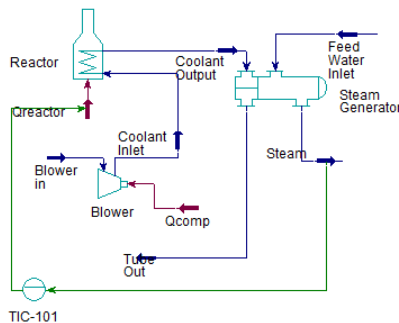 Reactor
Coolant
Output
Feed
Water
Inlet
Steam
Generator
Qreactor
Coolant
Inlet
Blower
in
Steam
Blower
Qcomp
Tube
Out
TIC-101